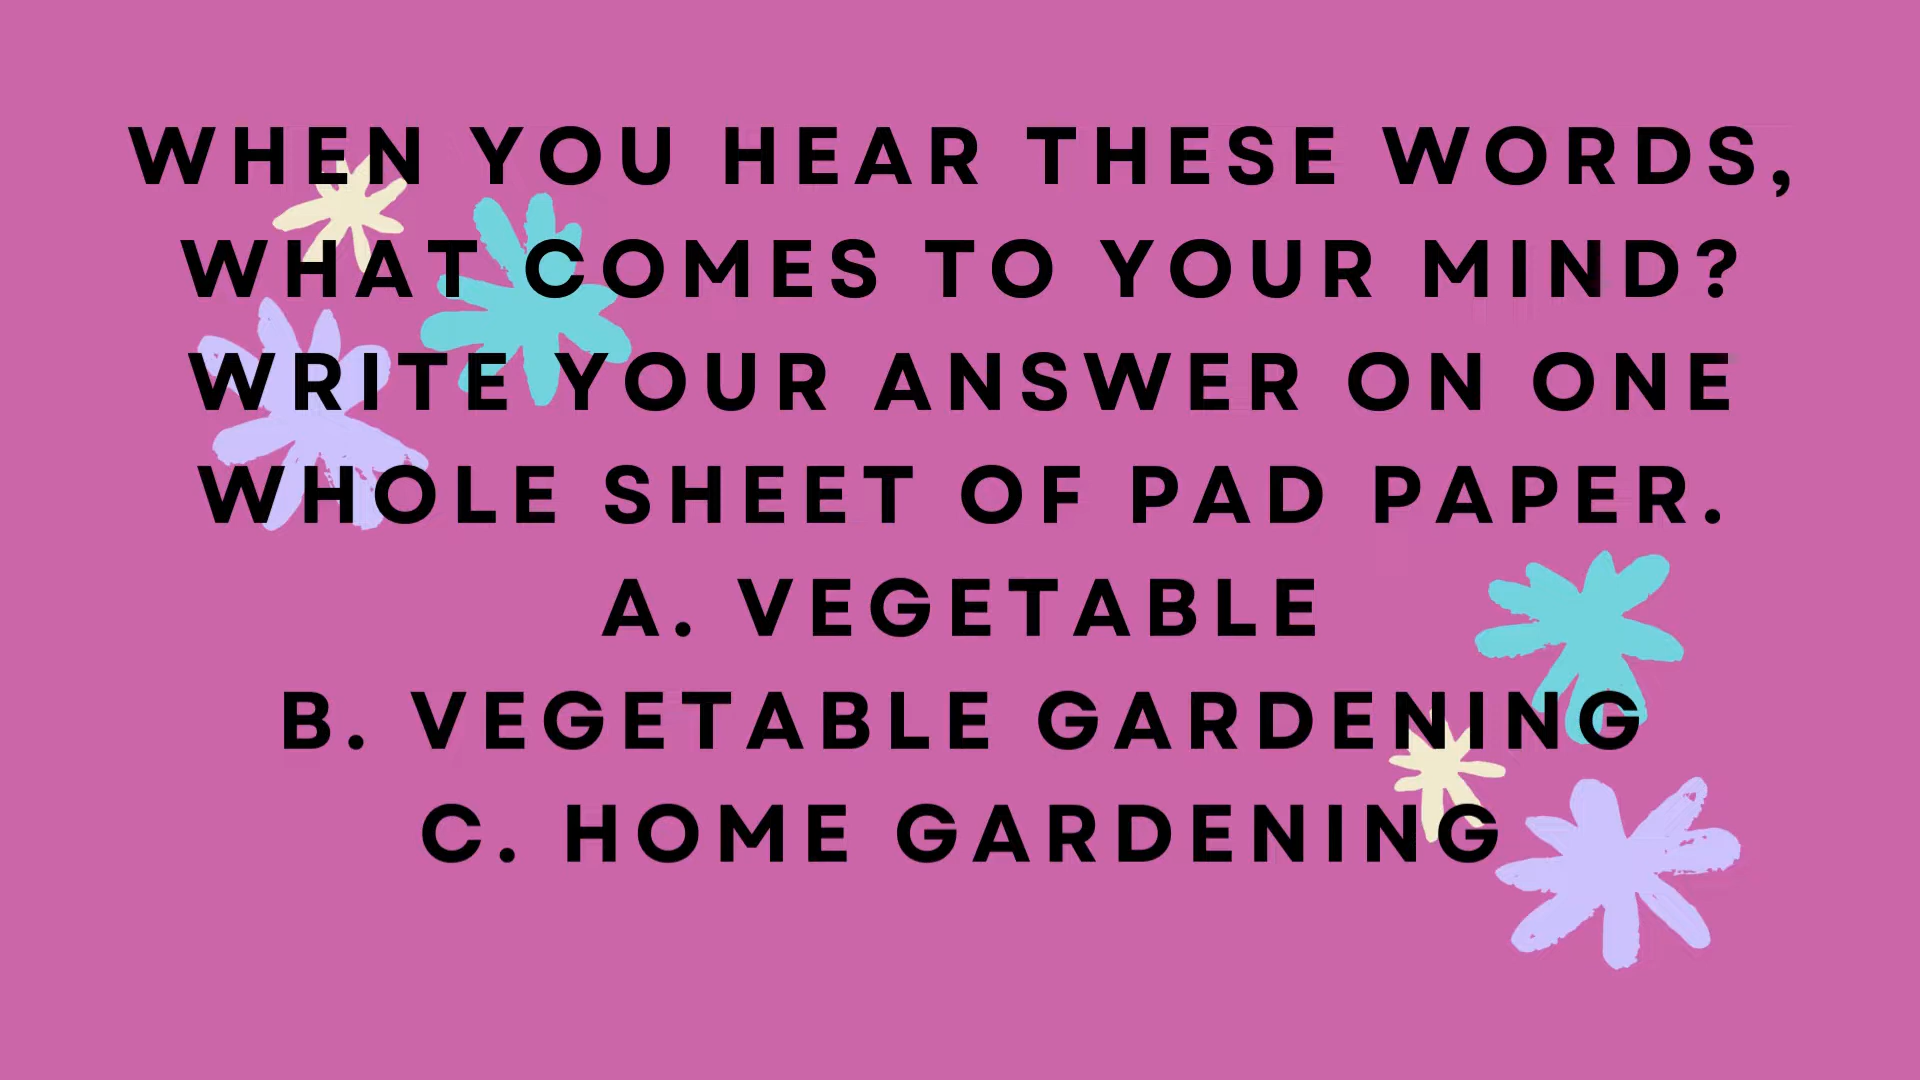 WHEN YOU HEAR THESE WORDS,
WHAT COMES TO YOUR MIND?
WRITE YOUR ANSWER ON ONE
WHOLE SHEET OF PAD PAPER.
A. VEGETABLE
B. VEGETABLE GARDENING
C. HOME GARDENING